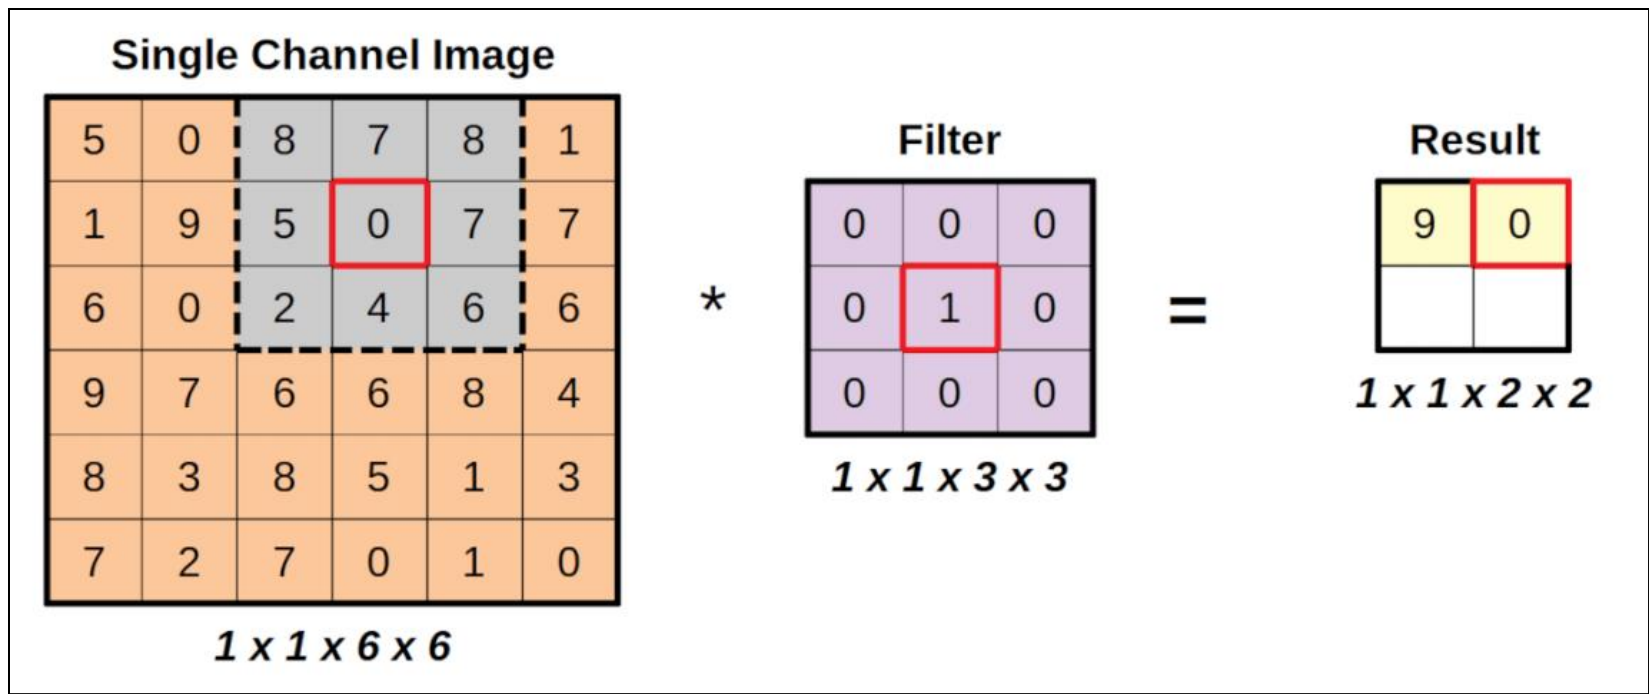 Single Channel Image
5 0 8 7 8 1
1 9 5 0 7 7
6 0 2 4 6 6
9 7 6 6 8 4
8 3 8 5 1 3
7 2 7 0 1 0
1 x 1 x 6 x 6
*
Filter
0 0 0
0 1 0
0 0 0
1 x 1 x 3 x 3
=
Result
9 0
1 x 1 x 2 x 2